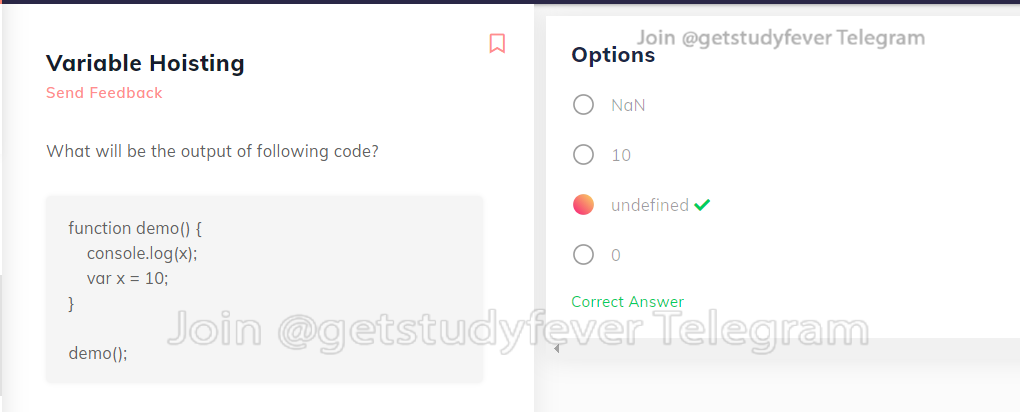 Variable Hoisting
Send Feedback
What will be the output of following code?
function demo() {
    console.log(x);
    var x = 10;
}
demo();
Join @getstudyfever Telegram
Join @getstudyfever Telegram
Options
NaN
10
undefined
0
Correct Answer